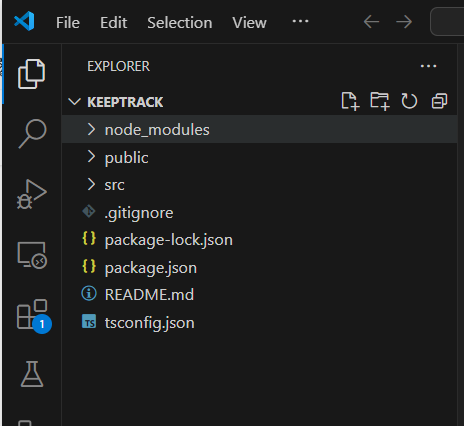 File Edit Selection View ···
EXPLORER ···
KEEPTRACK
node_modules
public
src
.gitignore
{} package-lock.json
{} package.json
README.md
TS tsconfig.json
1